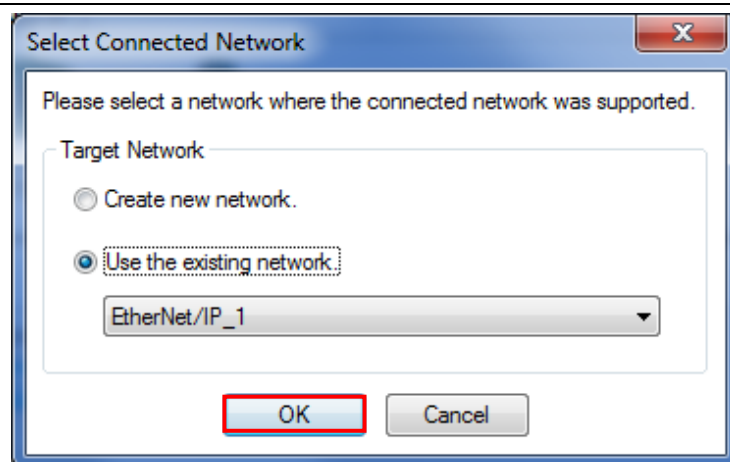 Select Connected Network
Please select a network where the connected network was supported.
Target Network
Create new network.
Use the existing network.
EtherNet/IP_1
OK
Cancel